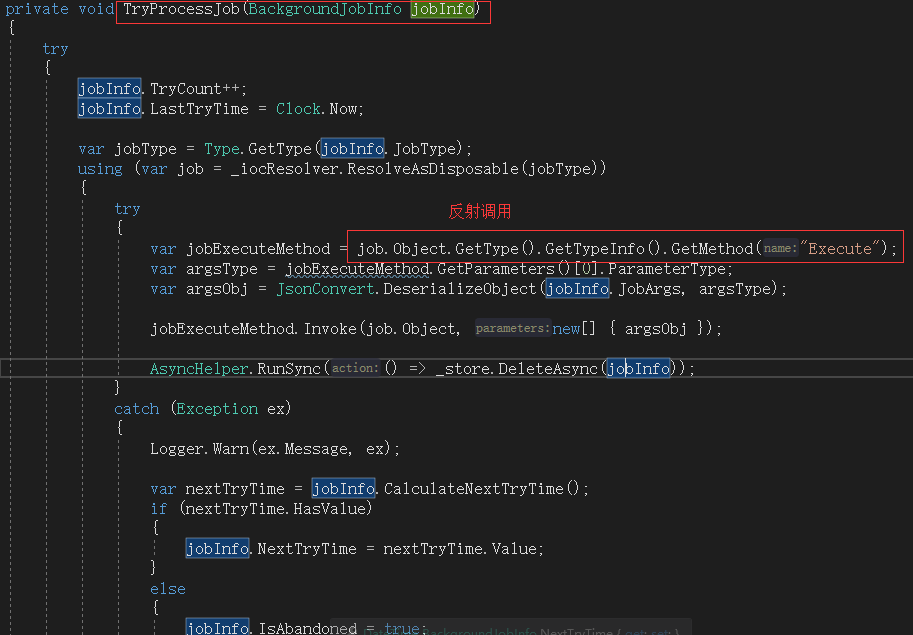 private void TryProcessJob(BackgroundJobInfo jobInfo)
{
try
{
jobInfo.TryCount++;
jobInfo.LastTryTime = Clock.Now;
var jobType = Type.GetType(jobInfo.JobType);
using (var job = _iocResolver.ResolveAsDisposable(jobType))
{
try
反射调用
{
var jobExecuteMethod = job.Object.GetType().GetTypeInfo().GetMethod(name:"Execute");
var argsType = jobExecuteMethod.GetParameters()[0].ParameterType;
var argsObj = JsonConvert.DeserializeObject(jobInfo.JobArgs, argsType);
jobExecuteMethod.Invoke(job.Object, parameters:new[] { argsObj });
AsyncHelper.RunSync(action:() => _store.DeleteAsync(jobInfo));
}
catch (Exception ex)
{
Logger.Warn(ex.Message, ex);
var nextTryTime = jobInfo.CalculateNextTryTime();
if (nextTryTime.HasValue)
{
jobInfo.NextTryTime = nextTryTime.Value;
}
else
{
jobInfo.IsAbandoned = true;